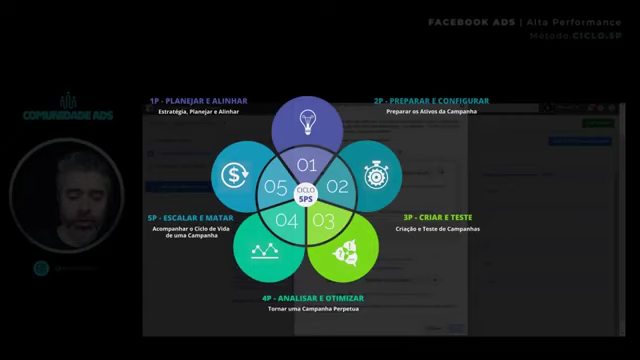 FACEBOOK ADS | Alta Performance
Método CICLO.5P
COMUNIDADE ADS
1P - PLANEJAR E ALINHAR
Estratégia, Planejar e Alinhar
2P - PREPARAR E CONFIGURAR
Preparar os Ativos da Campanha
01
05
02
CICLO
5PS
04
03
5P - ESCALAR E MATAR
Acompanhar o Ciclo de Vida
de uma Campanha
3P - CRIAR E TESTE
Criação e Teste de Campanhas
4P - ANALISAR E OTIMIZAR
Tornar uma Campanha Perpetua